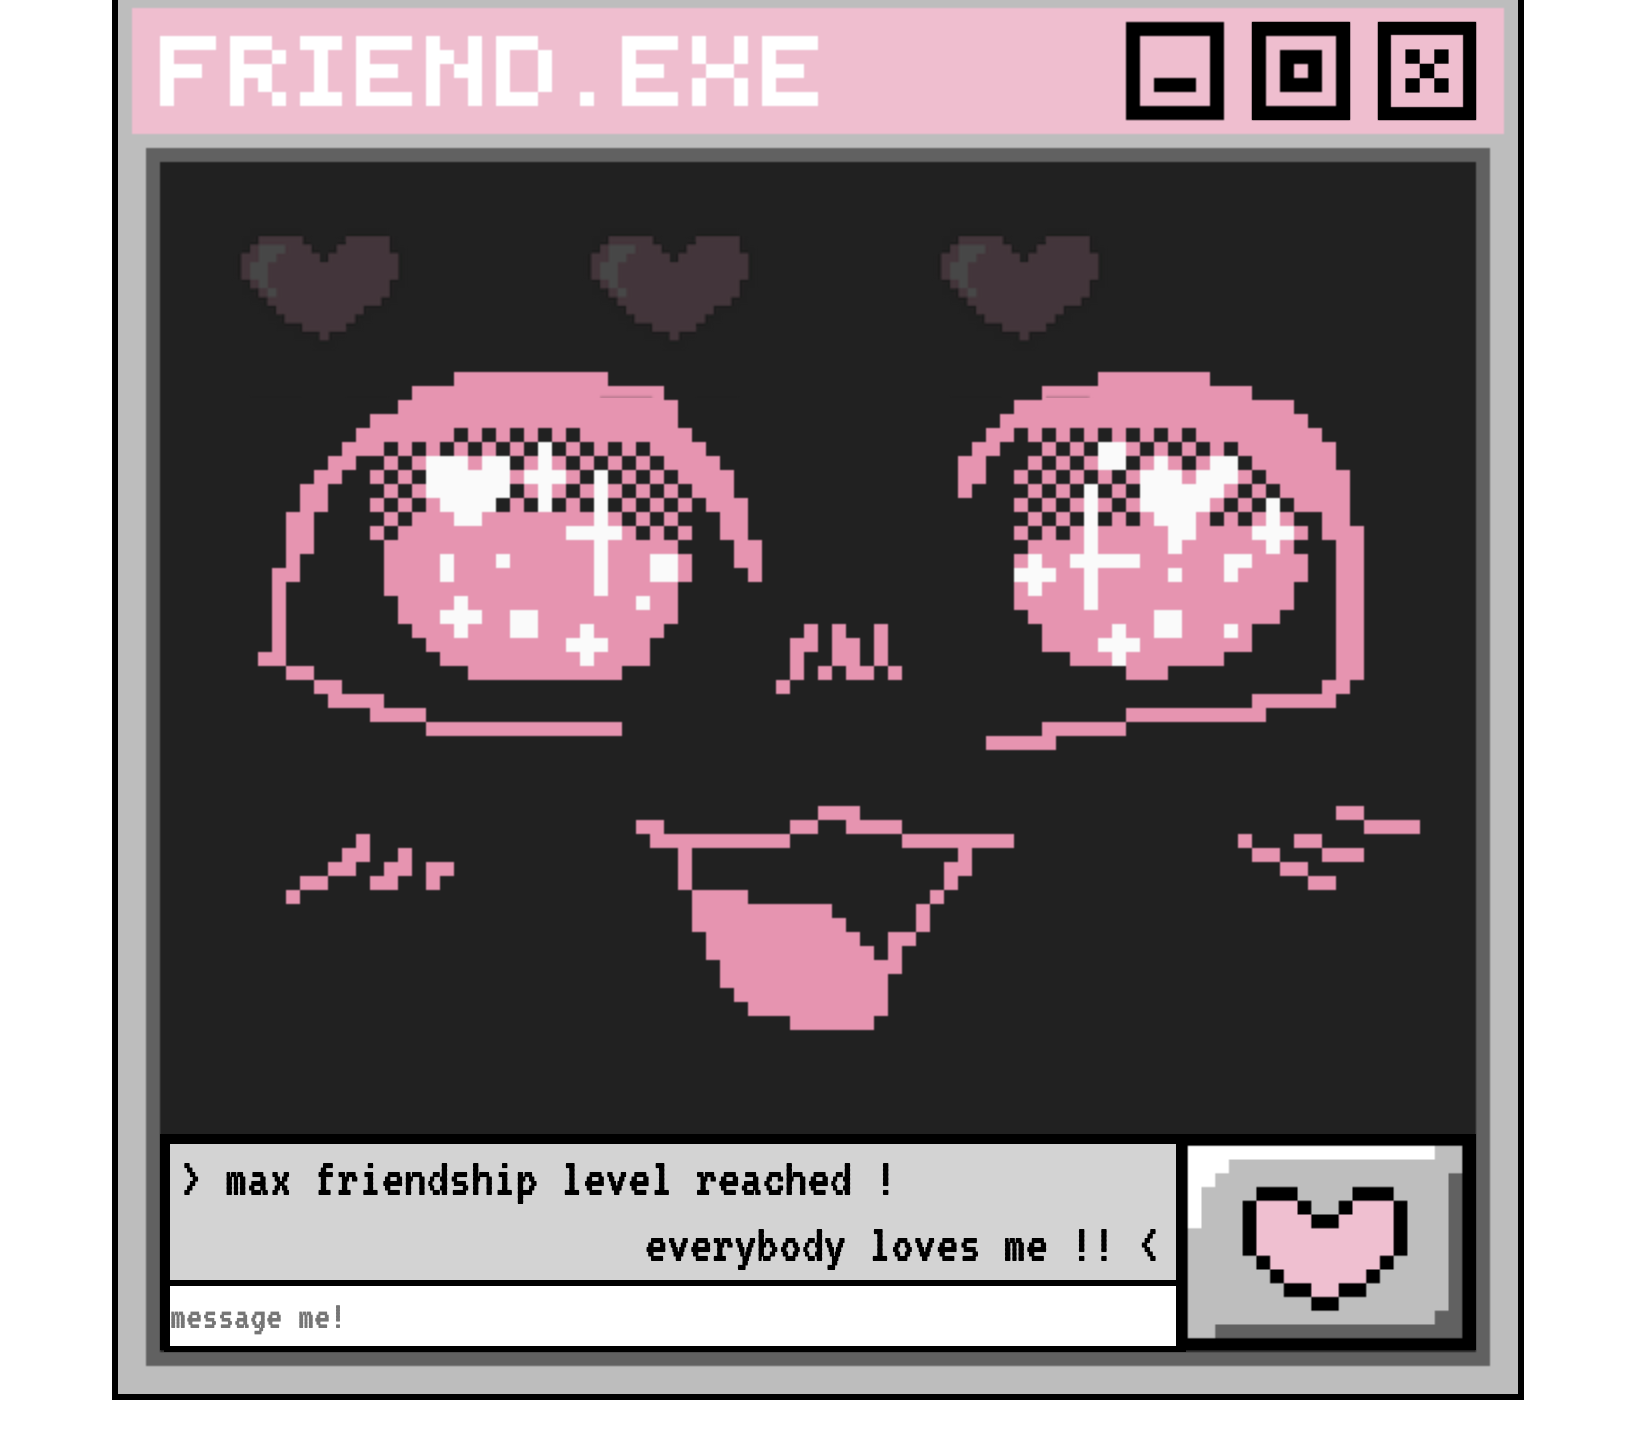 FRIEND.EXE
> max friendship level reached !
everybody loves me !! <
message me!